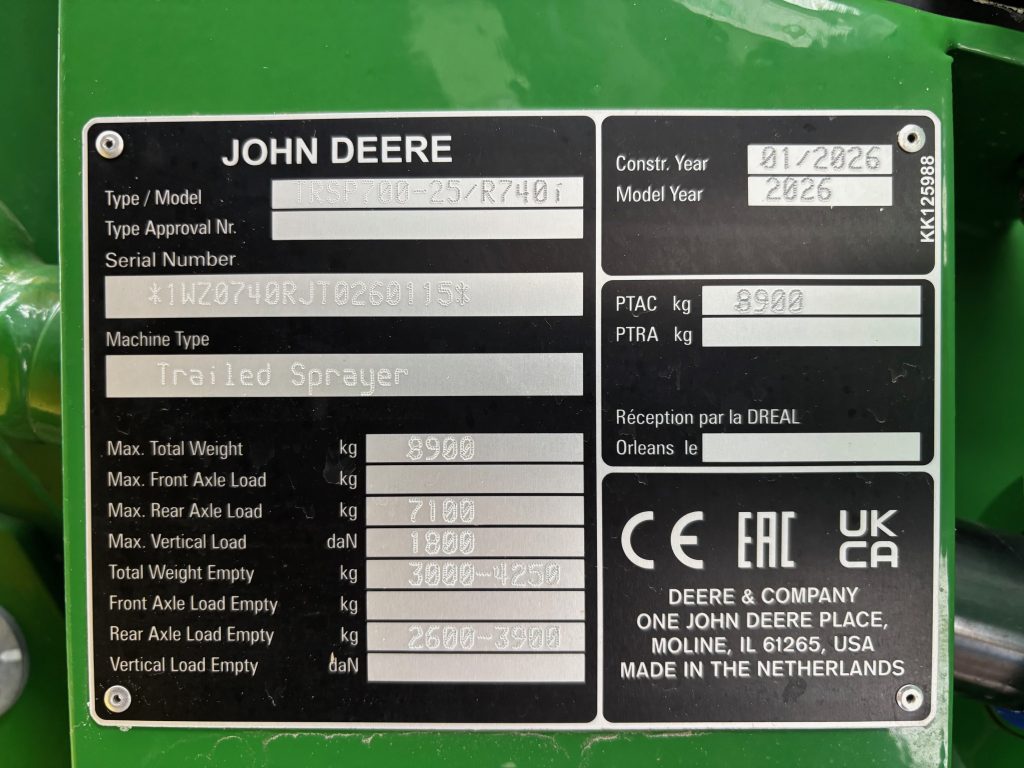 JOHN DEERE
Type / Model TRSP700-25/R740i
Type Approval Nr.
Serial Number
*1WZ0740RJT0260115*
Machine Type
Trailed Sprayer
Max. Total Weight kg 8900
Max. Front Axle Load kg
Max. Rear Axle Load kg 7100
Max. Vertical Load daN 1800
Total Weight Empty kg 3000-4250
Front Axle Load Empty kg
Rear Axle Load Empty kg 2600-3900
Vertical Load Empty daN
Constr. Year 01/2026
Model Year 2026
KK125988
PTAC kg 8900
PTRA kg
Réception par la DREAL
Orleans le
CE EAC UK
CA
DEERE & COMPANY
ONE JOHN DEERE PLACE,
MOLINE, IL 61265, USA
MADE IN THE NETHERLANDS